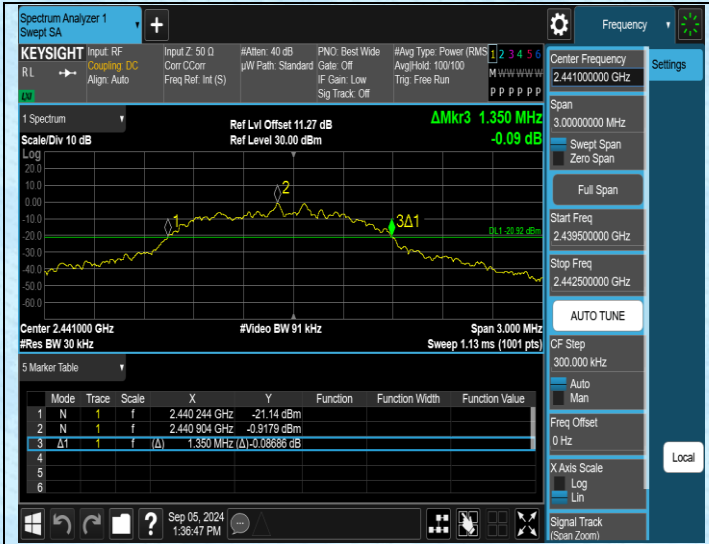 Spectrum Analyzer 1
Swept SA
Frequency
KEYSIGHT
RL
LXI
Input: RF
Coupling: DC
Align: Auto
Input Z: 50 Ω
Corr CCorr
Freq Ref: Int (S)
#Atten: 40 dB
µW Path: Standard
PNO: Best Wide
Gate: Off
IF Gain: Low
Sig Track: Off
#Avg Type: Power (RMS
Avg|Hold: 100/100
Trig: Free Run
1 2 3 4 5 6
M W W W W W
P P P P P P
Center Frequency
2.441000000 GHz
Settings
Span
3.00000000 MHz
Swept Span
Zero Span
Full Span
Start Freq
2.439500000 GHz
Stop Freq
2.442500000 GHz
AUTO TUNE
CF Step
300.000 kHz
Auto
Man
Freq Offset
0 Hz
X Axis Scale
Log
Lin
Signal Track
(Span Zoom)
Local
1 Spectrum
Scale/Div 10 dB
Ref Lvl Offset 11.27 dB
Ref Level 30.00 dBm
ΔMkr3 1.350 MHz
-0.09 dB
Log
20.0
10.0
0.00
-10.0
-20.0
-30.0
-40.0
-50.0
-60.0
1
2
3Δ1
DL1 -20.92 dBm
Center 2.441000 GHz
#Video BW 91 kHz
Span 3.000 MHz
#Res BW 30 kHz
Sweep 1.13 ms (1001 pts)
5 Marker Table
Mode Trace Scale X Y Function Function Width Function Value
1 N 1 f 2.440 244 GHz -21.14 dBm
2 N 1 f 2.440 904 GHz -0.9179 dBm
3 Δ1 1 f (Δ) 1.350 MHz (Δ) -0.08686 dB
4
5
6
?
Sep 05, 2024
1:36:47 PM